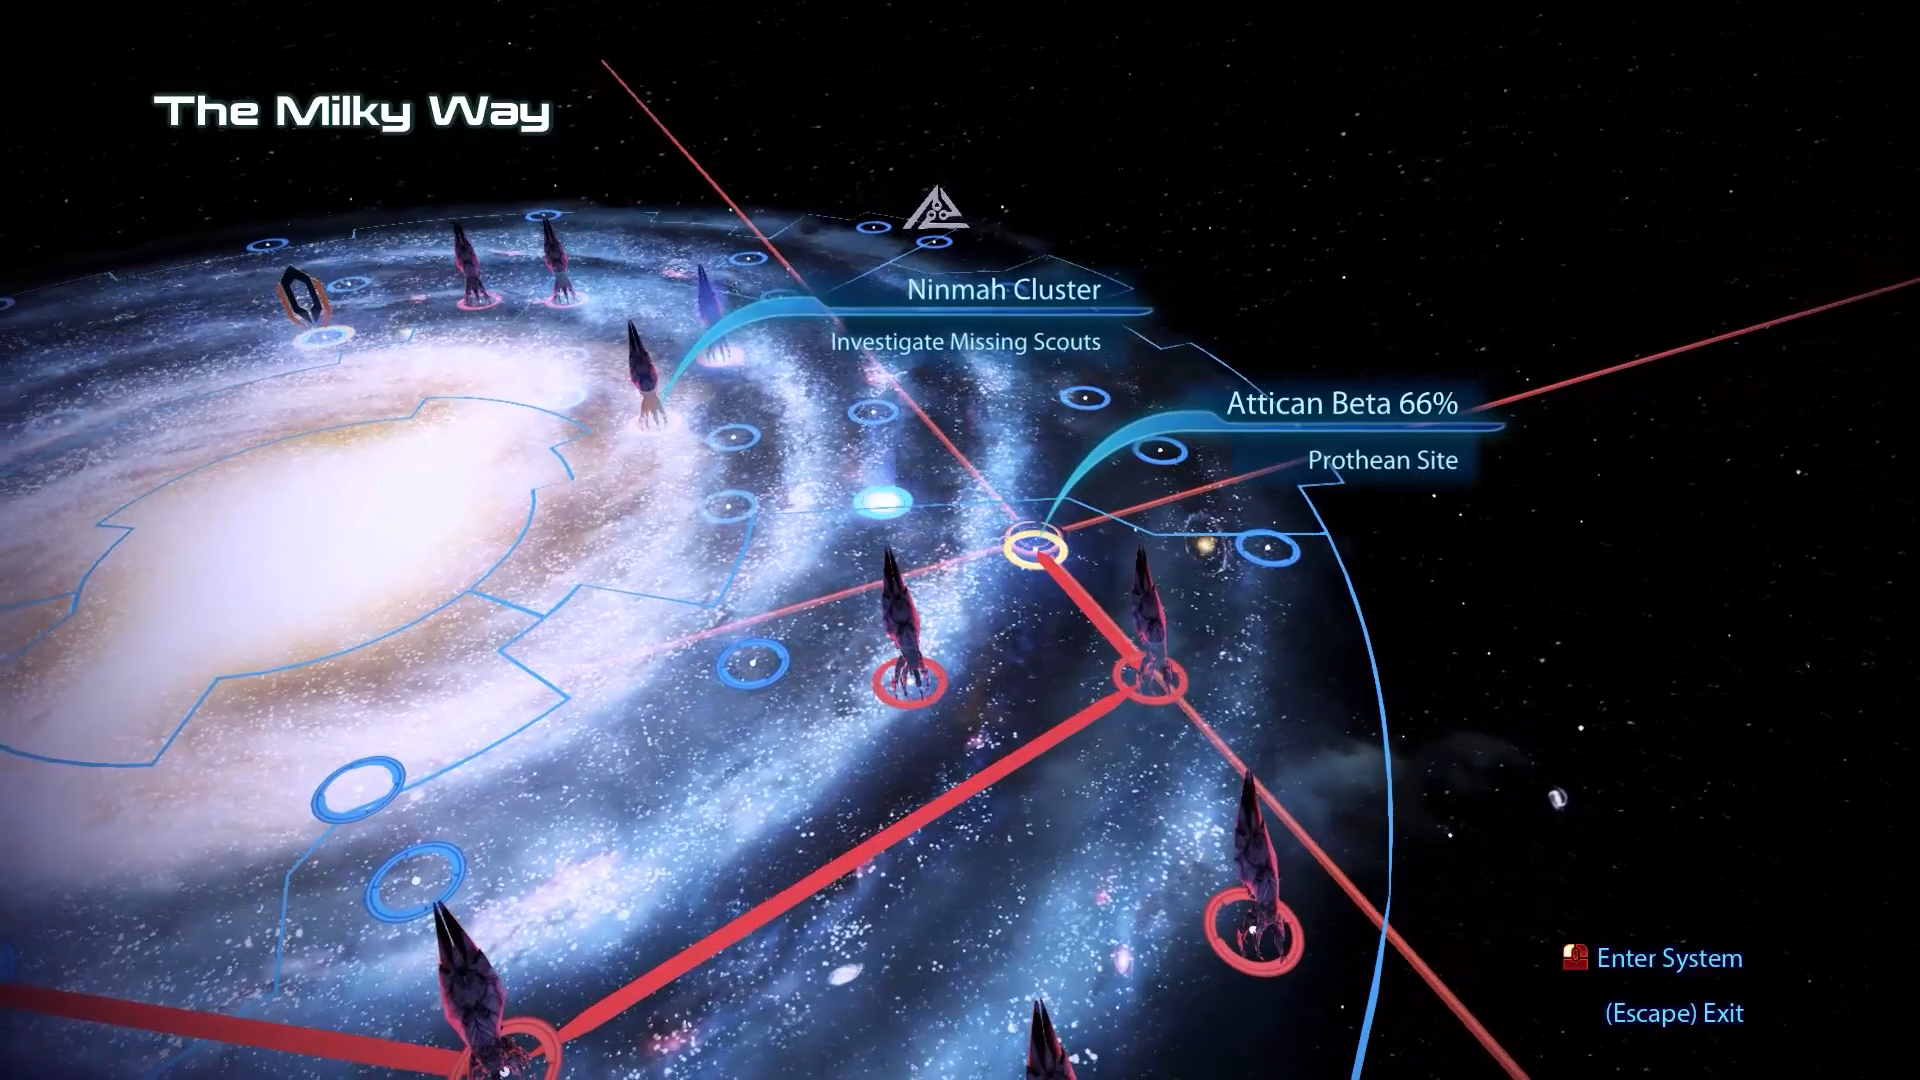 The Milky Way
Ninmah Cluster
Investigate Missing Scouts
Attican Beta 66%
Prothean Site
Enter System
(Escape) Exit